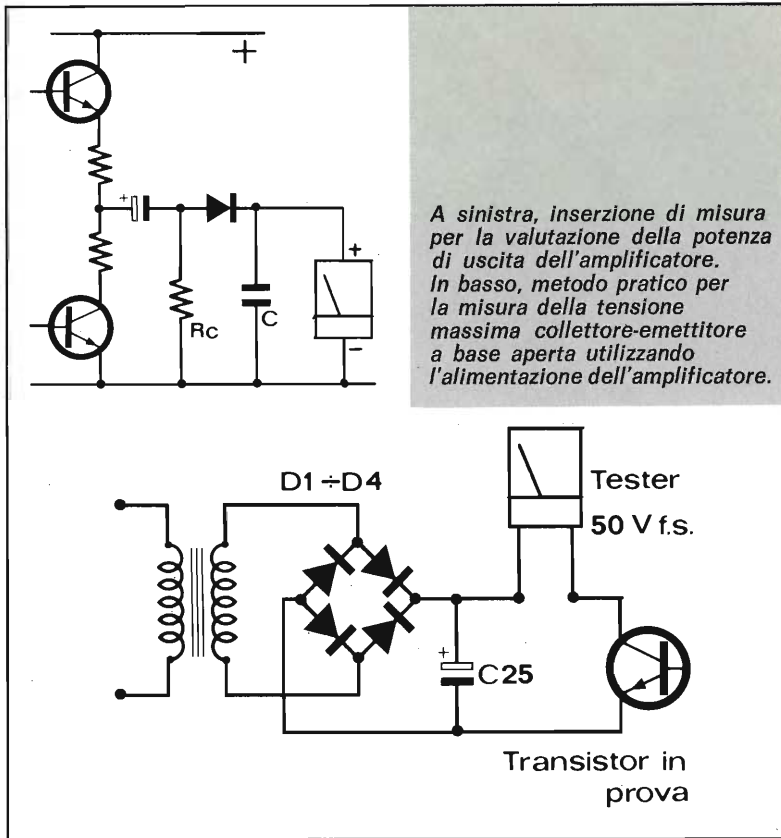 +
+
Rc
C
+
-
A sinistra, inserzione di misura
per la valutazione della potenza
di uscita dell'amplificatore.
In basso, metodo pratico per
la misura della tensione
massima collettore-emettitore
a base aperta utilizzando
l'alimentazione dell'amplificatore.
D1 ÷ D4
Tester
50 V f.s.
+
C25
Transistor in
prova